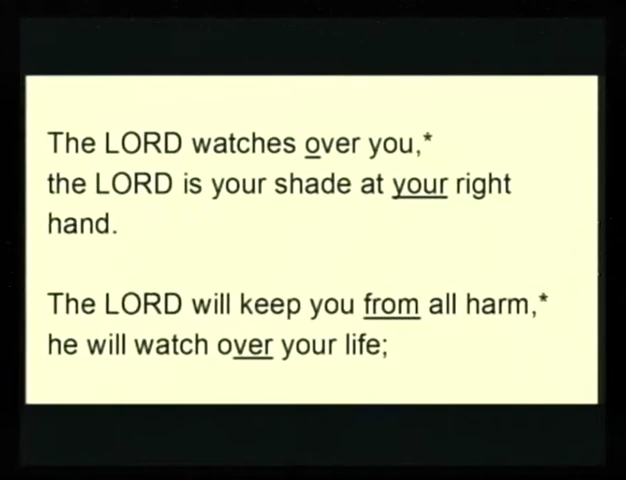 The LORD watches over you,*
the LORD is your shade at your right
hand.
The LORD will keep you from all harm,*
he will watch over your life;